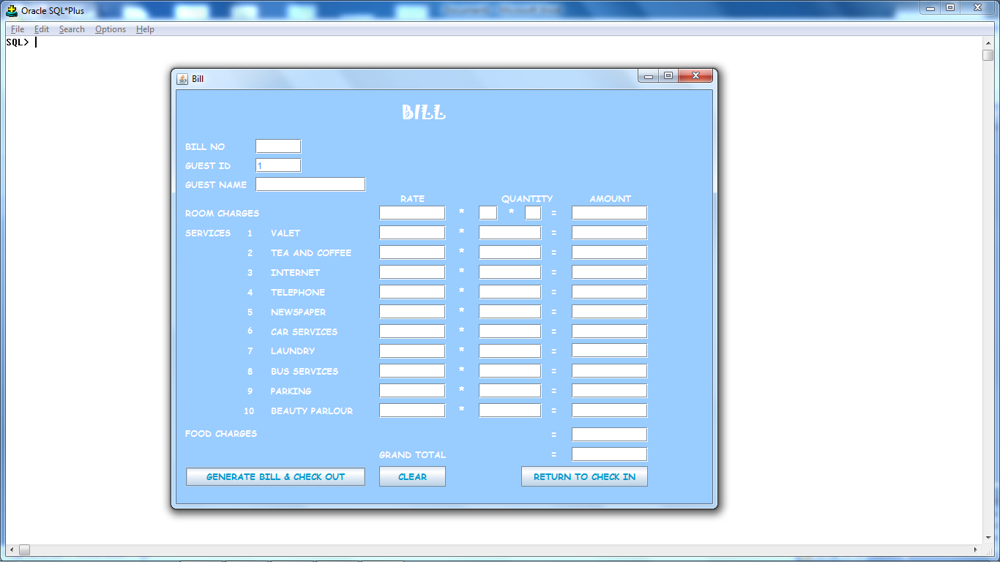 Oracle SQL*Plus
File Edit Search Options Help
SQL>
Bill
BILL
BILL NO
GUEST ID 1
GUEST NAME
RATE QUANTITY AMOUNT
ROOM CHARGES * * =
SERVICES 1 VALET * =
2 TEA AND COFFEE * =
3 INTERNET * =
4 TELEPHONE * =
5 NEWSPAPER * =
6 CAR SERVICES * =
7 LAUNDRY * =
8 BUS SERVICES * =
9 PARKING * =
10 BEAUTY PARLOUR * =
FOOD CHARGES =
GRAND TOTAL =
GENERATE BILL & CHECK OUT CLEAR RETURN TO CHECK IN